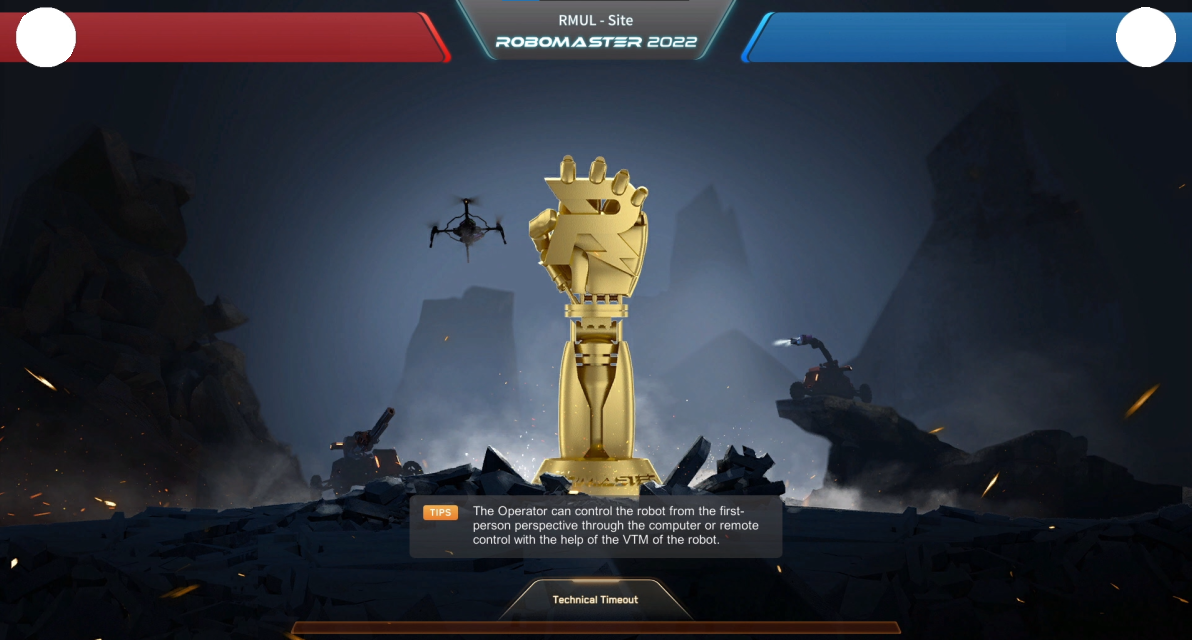 RMUL - Site
ROBOMASTER 2022
TIPS
The Operator can control the robot from the first-
person perspective through the computer or remote
control with the help of the VTM of the robot.
Technical Timeout